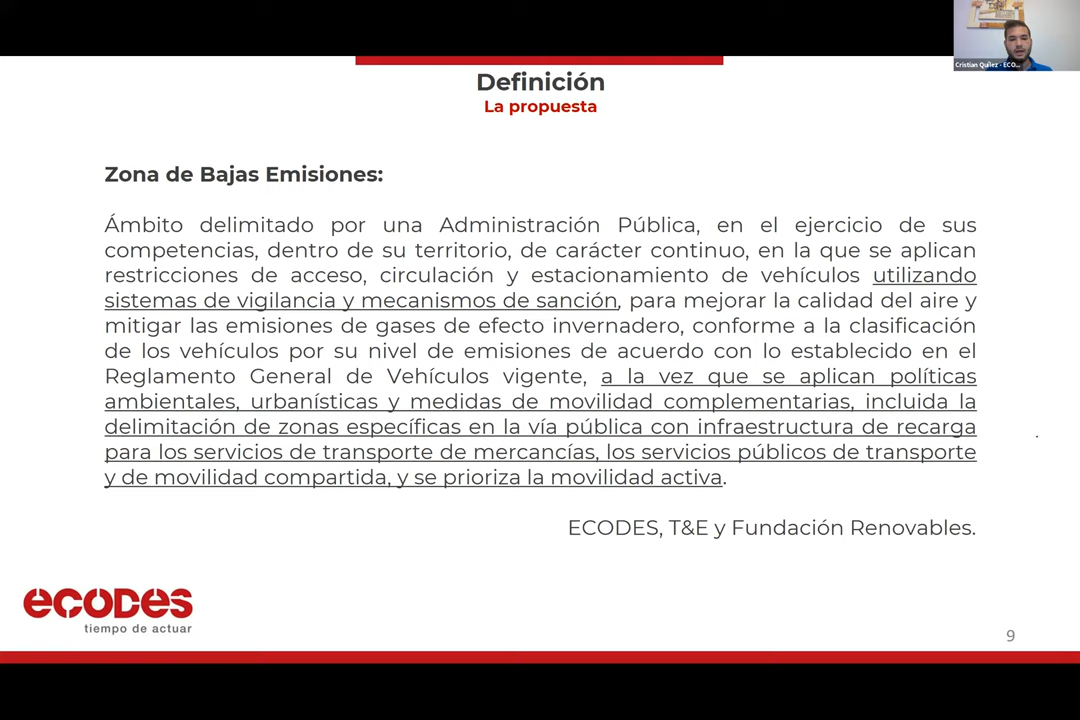 Cristian Quílez - ECO...
Definición
La propuesta
Zona de Bajas Emisiones:
Ámbito delimitado por una Administración Pública, en el ejercicio de sus
competencias, dentro de su territorio, de carácter continuo, en la que se aplican
restricciones de acceso, circulación y estacionamiento de vehículos utilizando
sistemas de vigilancia y mecanismos de sanción, para mejorar la calidad del aire y
mitigar las emisiones de gases de efecto invernadero, conforme a la clasificación
de los vehículos por su nivel de emisiones de acuerdo con lo establecido en el
Reglamento General de Vehículos vigente, a la vez que se aplican políticas
ambientales, urbanísticas y medidas de movilidad complementarias, incluida la
delimitación de zonas específicas en la vía pública con infraestructura de recarga
para los servicios de transporte de mercancías, los servicios públicos de transporte
y de movilidad compartida, y se prioriza la movilidad activa.
ECODES, T&E y Fundación Renovables.
ecodes
tiempo de actuar
9